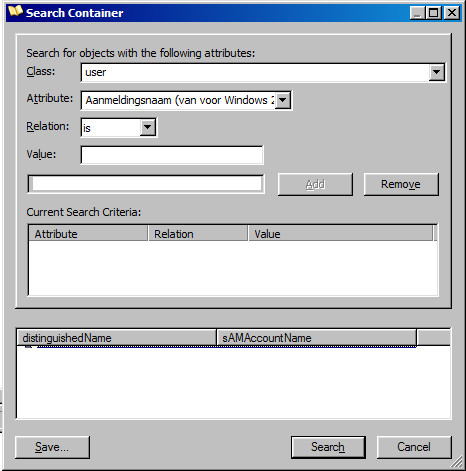 Search Container
Search for objects with the following attributes:
Class: user
Attribute: Aanmeldingsnaam (van voor Windows 2
Relation: is
Value:
Add Remove
Current Search Criteria:
Attribute Relation Value
distinguishedName sAMAccountName
Save... Search Cancel